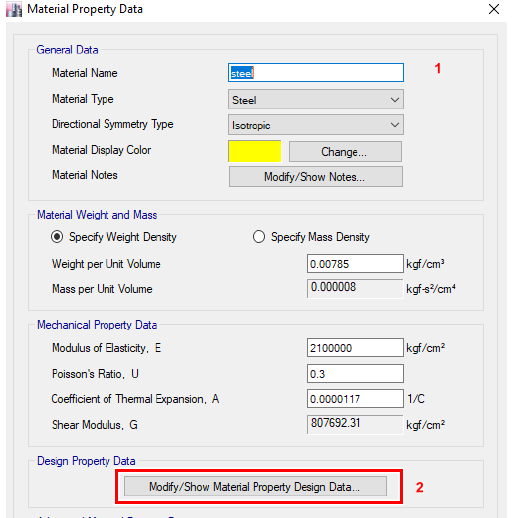 Material Property Data
General Data
1
Material Name steel
Material Type Steel
Directional Symmetry Type Isotropic
Material Display Color Change...
Material Notes Modify/Show Notes...
Material Weight and Mass
Specify Weight Density Specify Mass Density
Weight per Unit Volume 0.00785 kgf/cm³
Mass per Unit Volume 0.000008 kgf-s²/cm⁴
Mechanical Property Data
Modulus of Elasticity, E 2100000 kgf/cm²
Poisson's Ratio, U 0.3
Coefficient of Thermal Expansion, A 0.0000117 1/C
Shear Modulus, G 807692.31 kgf/cm²
Design Property Data
Modify/Show Material Property Design Data... 2